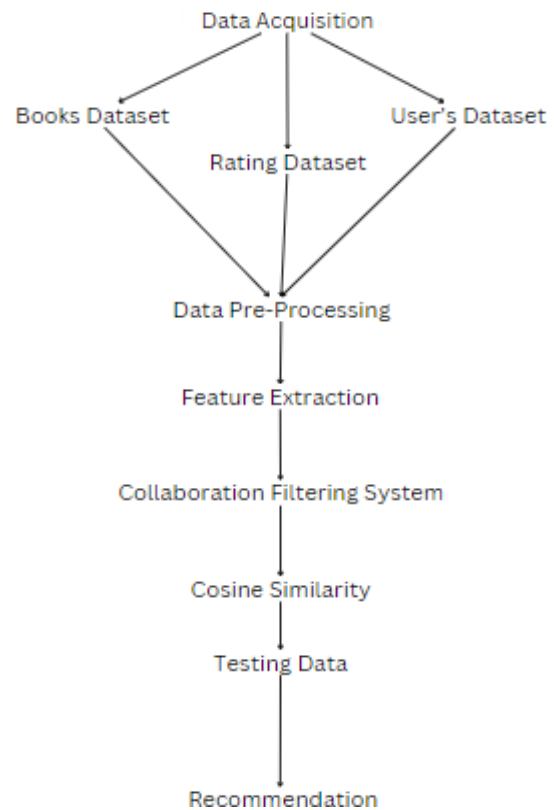 Data Acquisition
Books Dataset
User's Dataset
Rating Dataset
Data Pre-Processing
Feature Extraction
Collaboration Filtering System
Cosine Similarity
Testing Data
Recommendation